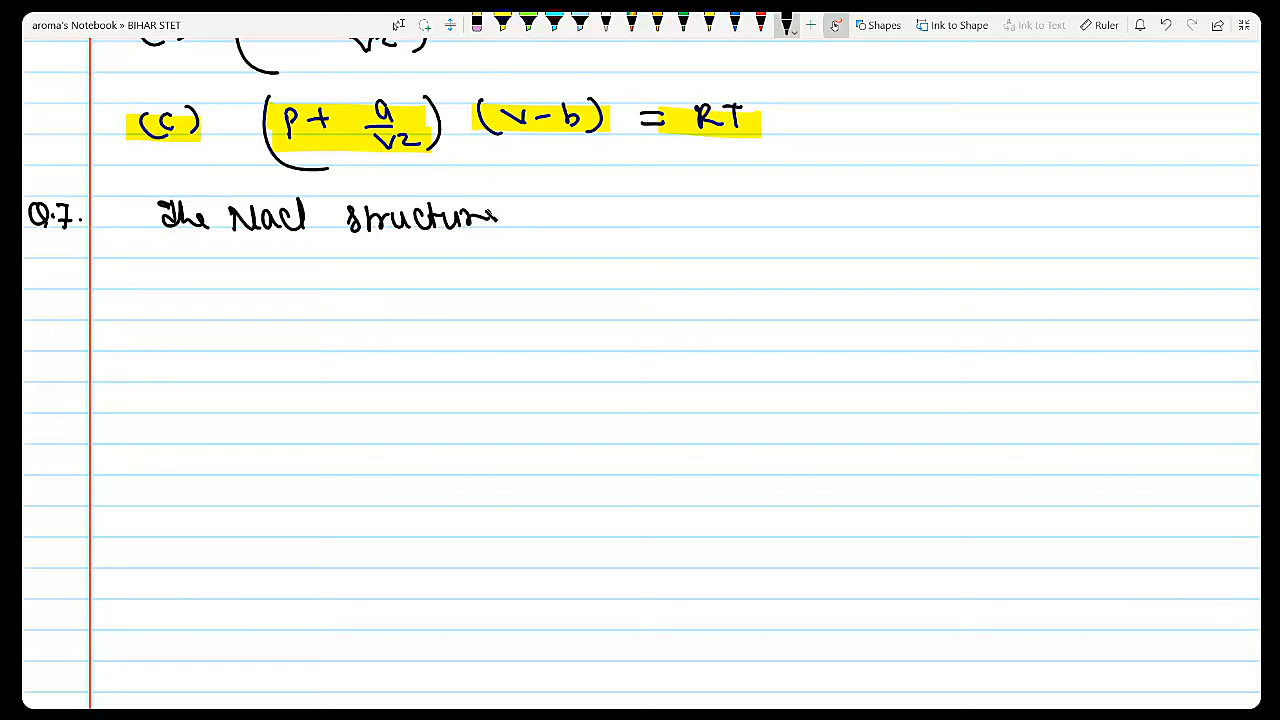 aroma's Notebook » BIHAR STET
Shapes Ink to Shape Ink to Text Ruler
(c) (P + a/v2) (v - b) = RT
Q.7. The Nacl structure